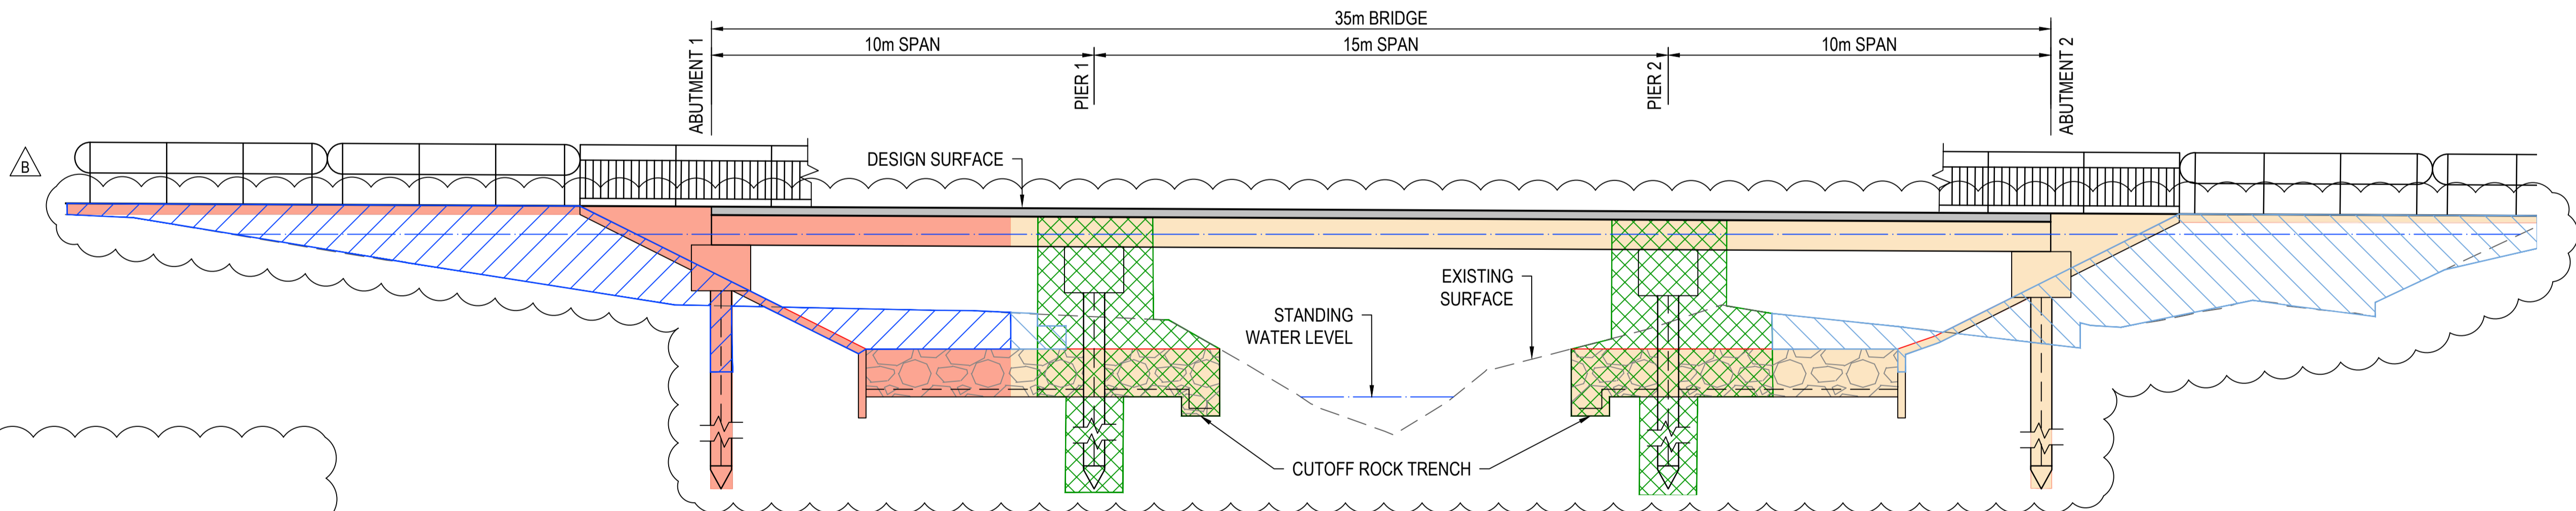 35m BRIDGE
10m SPAN
15m SPAN
10m SPAN
ABUTMENT 1
PIER 1
PIER 2
ABUTMENT 2
B
DESIGN SURFACE
EXISTING
SURFACE
STANDING
WATER LEVEL
CUTOFF ROCK TRENCH